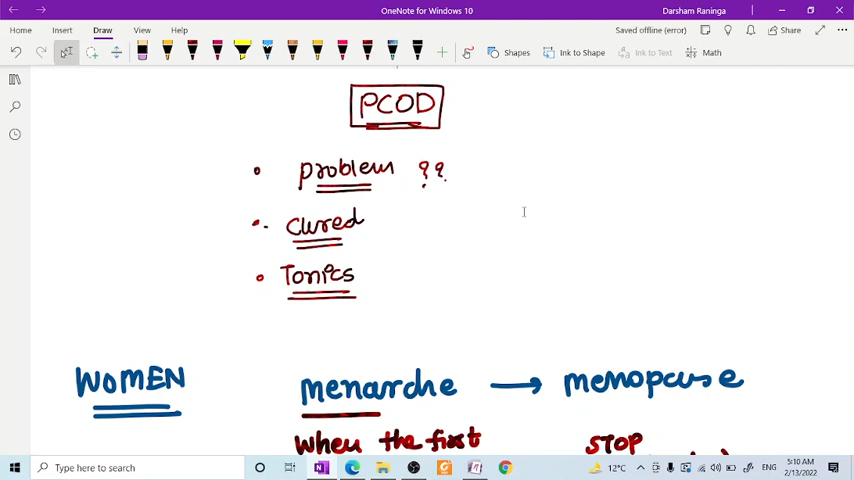 OneNote for Windows 10
Darsham Raninga
Home Insert Draw View Help
Saved offline (error) Share
Shapes Ink to Shape Ink to Text Math
PCOD
• problem ??
• Cured
• Tonics
WOMEN menarche → menopause
When the first STOP
Type here to search
12°C ENG 5:10 AM
2/13/2022